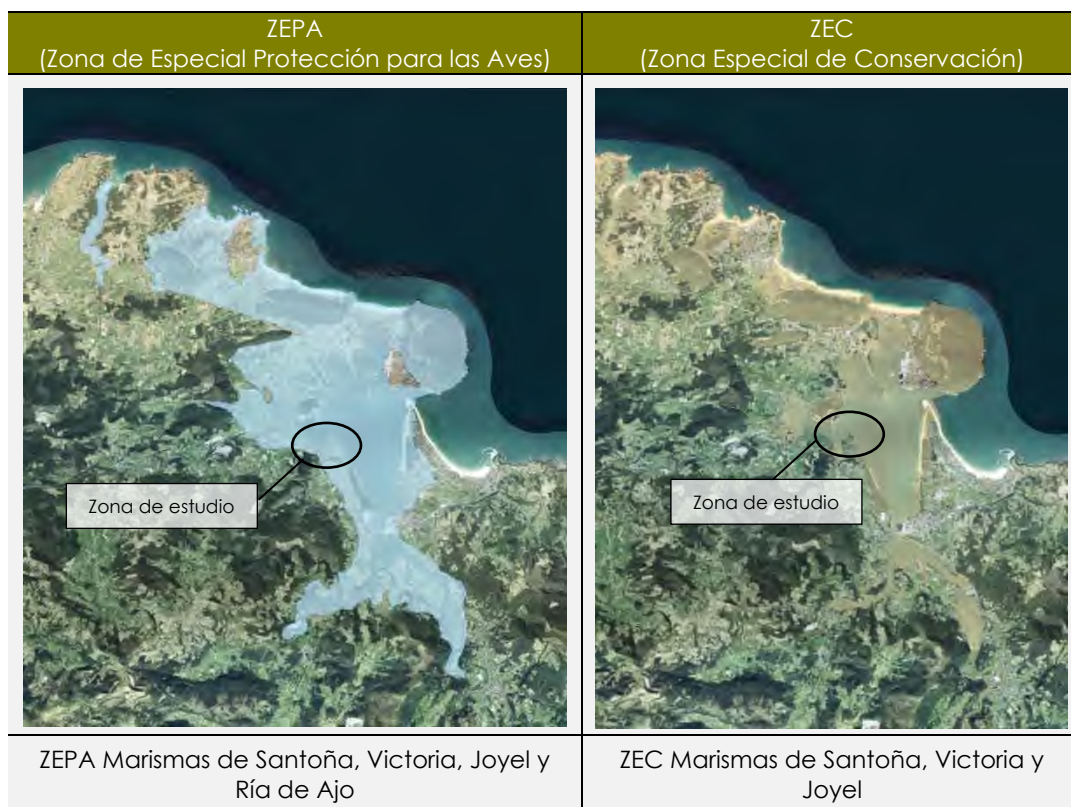 ZEPA
(Zona de Especial Protección para las Aves)
ZEC
(Zona Especial de Conservación)
Zona de estudio
Zona de estudio
ZEPA Marismas de Santoña, Victoria, Joyel y
Ría de Ajo
ZEC Marismas de Santoña, Victoria y
Joyel